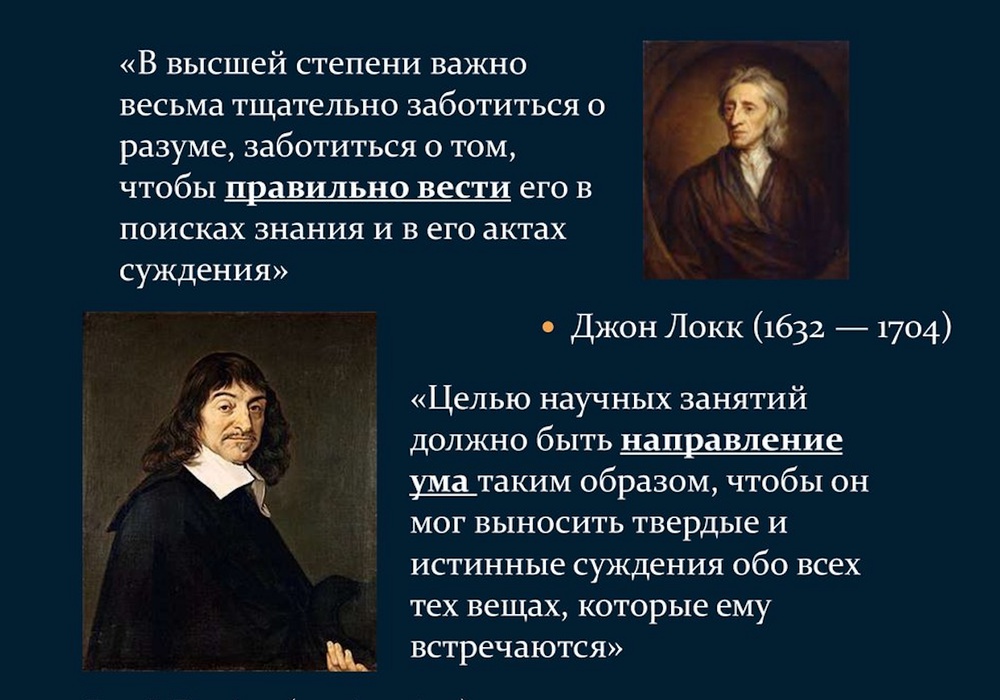 «В высшей степени важно
весьма тщательно заботиться о
разуме, заботиться о том,
чтобы правильно вести его в
поисках знания и в его актах
суждения»
Джон Локк (1632 — 1704)
«Целью научных занятий
должно быть направление
ума таким образом, чтобы он
мог выносить твердые и
истинные суждения обо всех
тех вещах, которые ему
встречаются»